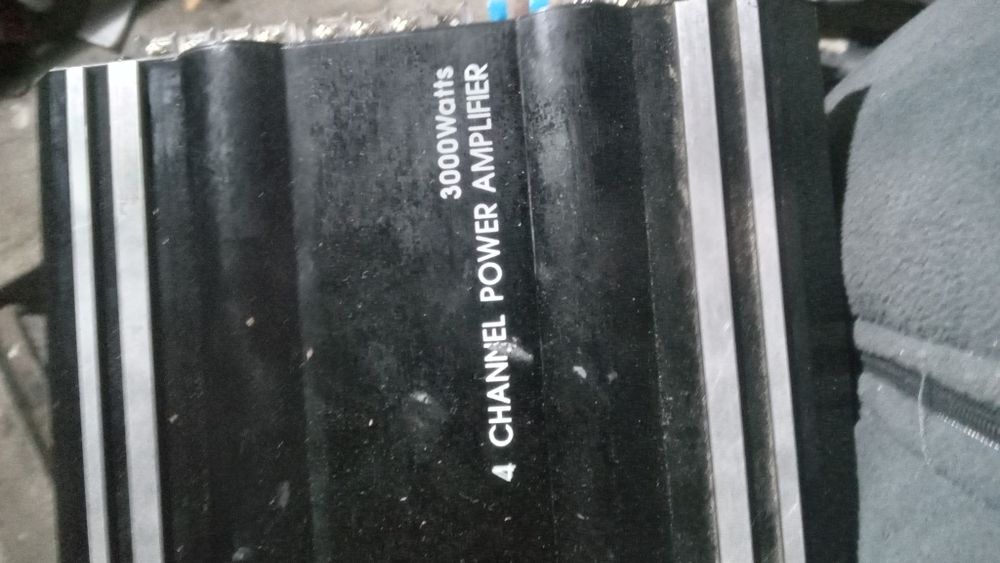 3000Watts
4 CHANNEL POWER AMPLIFIER